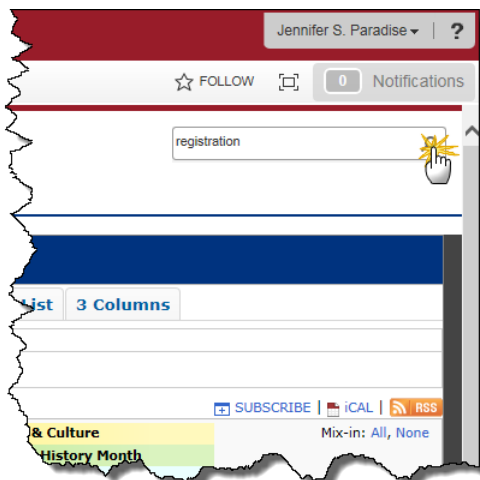 Jennifer S. Paradise ?
FOLLOW 0 Notifications
registration
List 3 Columns
SUBSCRIBE | iCAL | RSS
& Culture Mix-in: All, None
History Month